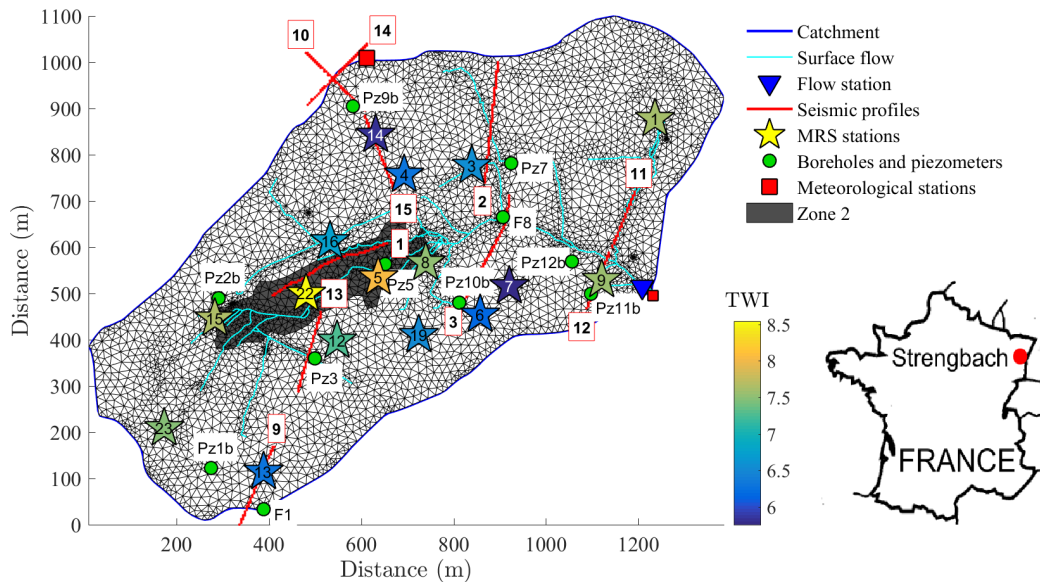 1100
1000
900
800
700
600
500
400
300
200
100
0
Distance (m)
200
400
600
800
1000
1200
Distance (m)
10
14
Pz9b
14
1
4
3
Pz7
11
2
15
F8
16
1
8
Pz12b
Pz2b
5
Pz5
Pz10b
7
9
22
13
Pz11b
15
6
3
12
19
12
Pz3
23
9
Pz1b
13
F1
Catchment
Surface flow
Flow station
Seismic profiles
MRS stations
Boreholes and piezometers
Meteorological stations
Zone 2
TWI
8.5
8
7.5
7
6.5
6
Strengbach
FRANCE